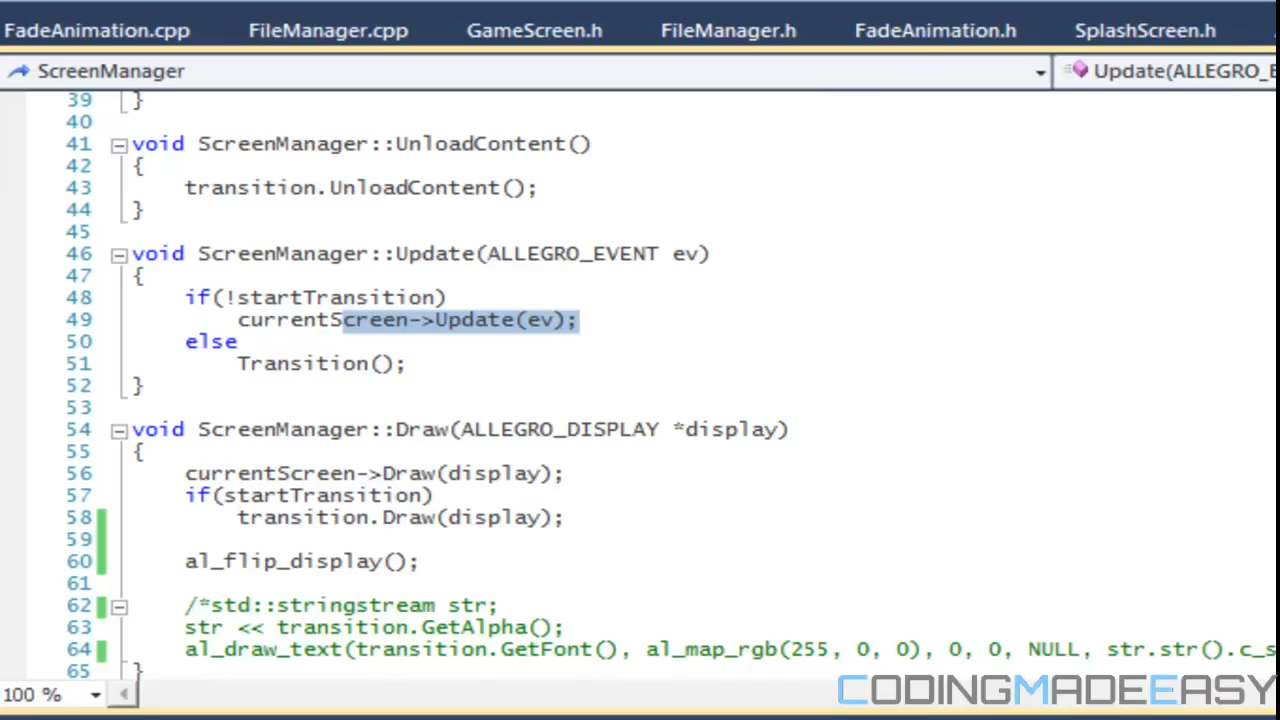 FadeAnimation.cpp FileManager.cpp GameScreen.h FileManager.h FadeAnimation.h SplashScreen.h
ScreenManager Update(ALLEGRO_E
39 }
40
41 void ScreenManager::UnloadContent()
42 {
43 transition.UnloadContent();
44 }
45
46 void ScreenManager::Update(ALLEGRO_EVENT ev)
47 {
48 if(!startTransition)
49 currentScreen->Update(ev);
50 else
51 Transition();
52 }
53
54 void ScreenManager::Draw(ALLEGRO_DISPLAY *display)
55 {
56 currentScreen->Draw(display);
57 if(startTransition)
58 transition.Draw(display);
59
60 al_flip_display();
61
62 /*std::stringstream str;
63 str << transition.GetAlpha();
64 al_draw_text(transition.GetFont(), al_map_rgb(255, 0, 0), 0, 0, NULL, str.str().c_s
65 }
100 %
CODINGMADEEASY